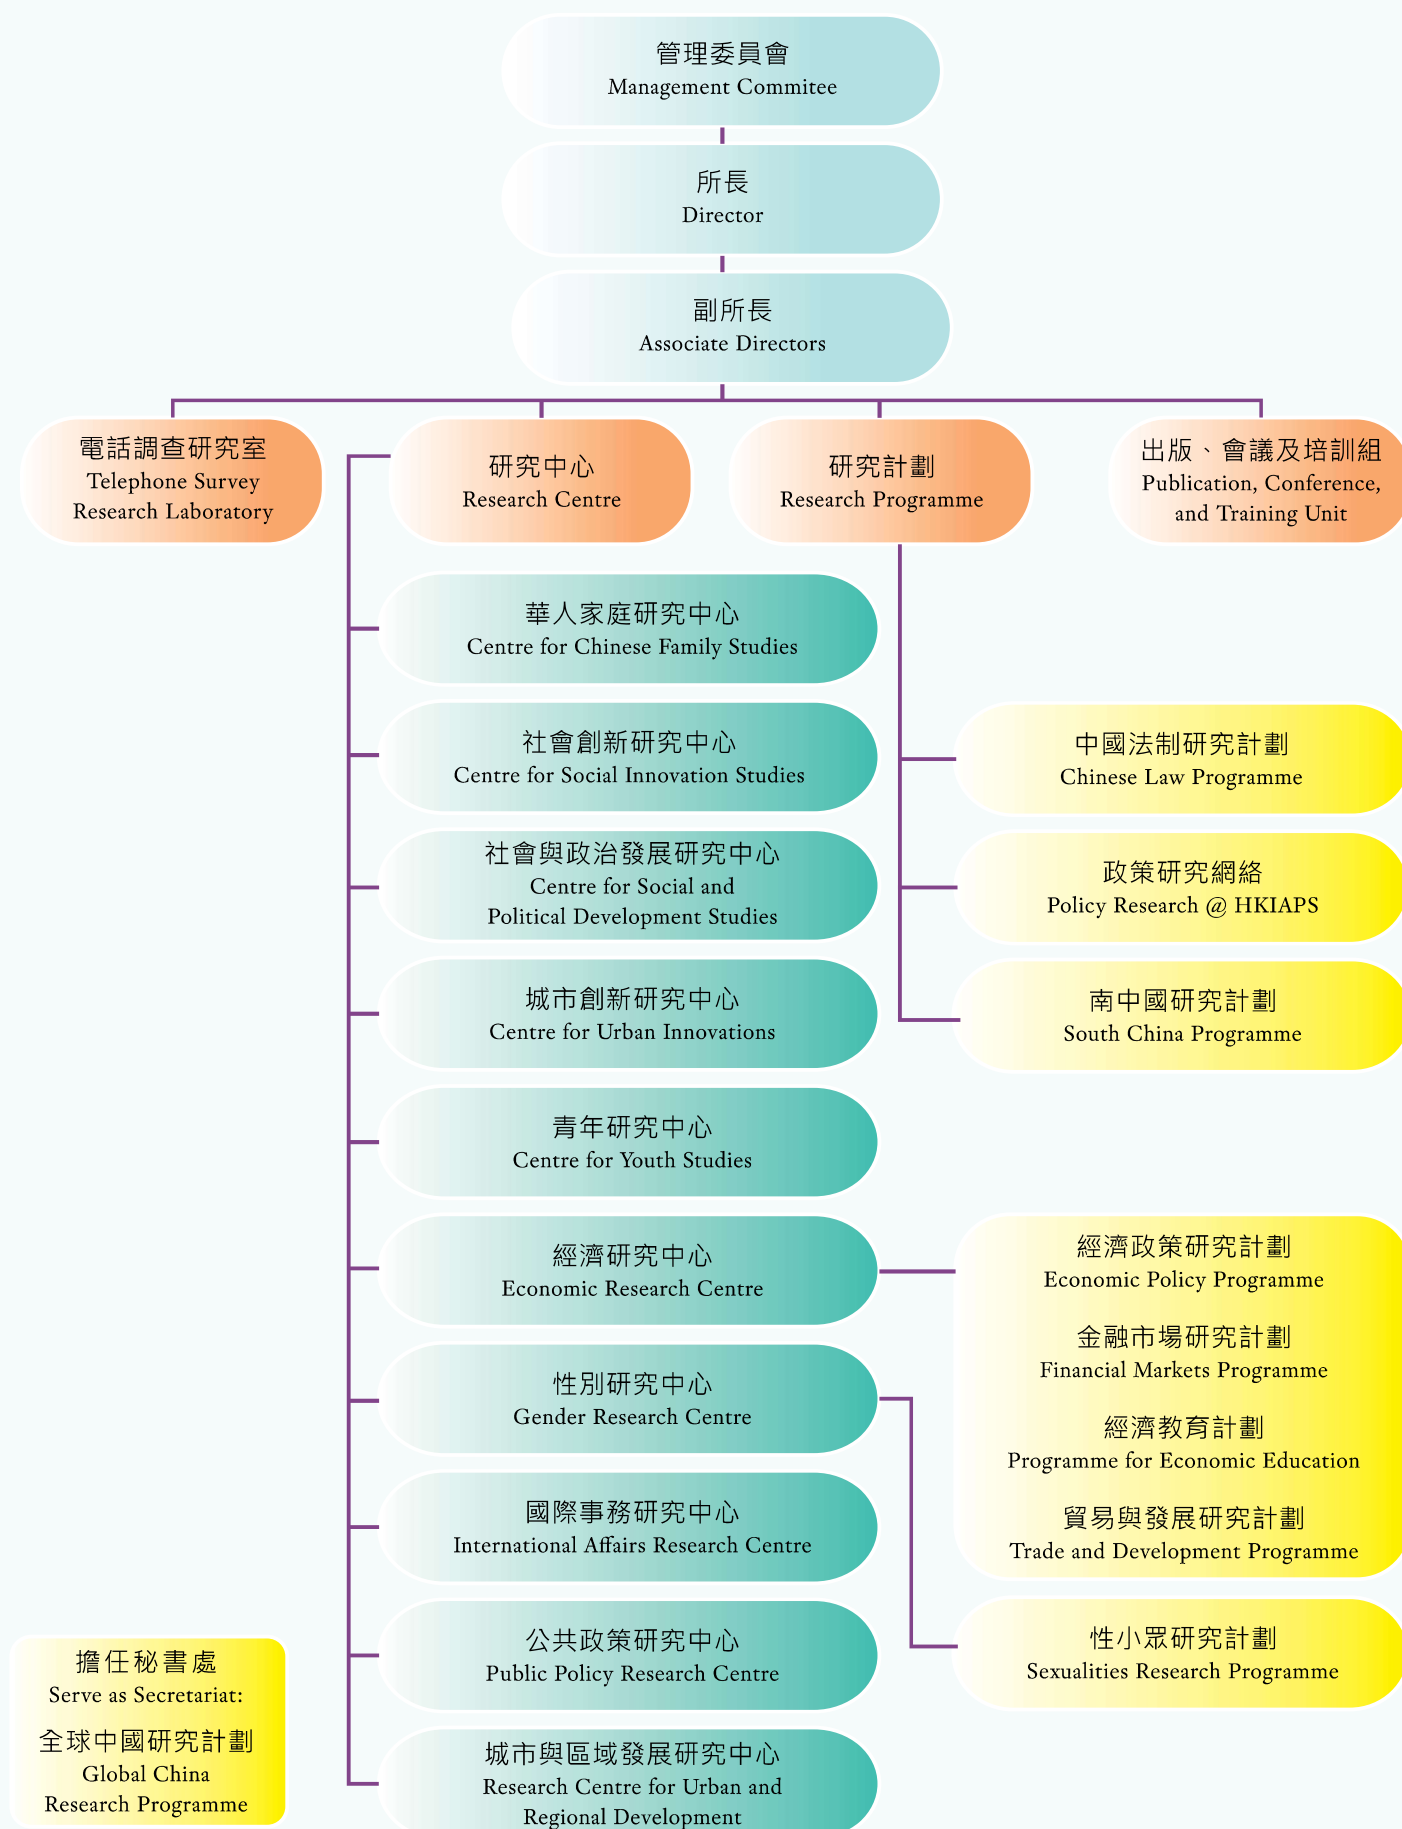 管理委員會
Management Commitee
所長
Director
副所長
Associate Directors
電話調查研究室
Telephone Survey
Research Laboratory
研究中心
Research Centre
研究計劃
Research Programme
出版、會議及培訓組
Publication, Conference,
and Training Unit
華人家庭研究中心
Centre for Chinese Family Studies
社會創新研究中心
Centre for Social Innovation Studies
社會與政治發展研究中心
Centre for Social and
Political Development Studies
城市創新研究中心
Centre for Urban Innovations
青年研究中心
Centre for Youth Studies
經濟研究中心
Economic Research Centre
性別研究中心
Gender Research Centre
國際事務研究中心
International Affairs Research Centre
公共政策研究中心
Public Policy Research Centre
城市與區域發展研究中心
Research Centre for Urban and
Regional Development
中國法制研究計劃
Chinese Law Programme
政策研究網絡
Policy Research @ HKIAPS
南中國研究計劃
South China Programme
經濟政策研究計劃
Economic Policy Programme
金融市場研究計劃
Financial Markets Programme
經濟教育計劃
Programme for Economic Education
貿易與發展研究計劃
Trade and Development Programme
性小眾研究計劃
Sexualities Research Programme
擔任秘書處
Serve as Secretariat:
全球中國研究計劃
Global China
Research Programme